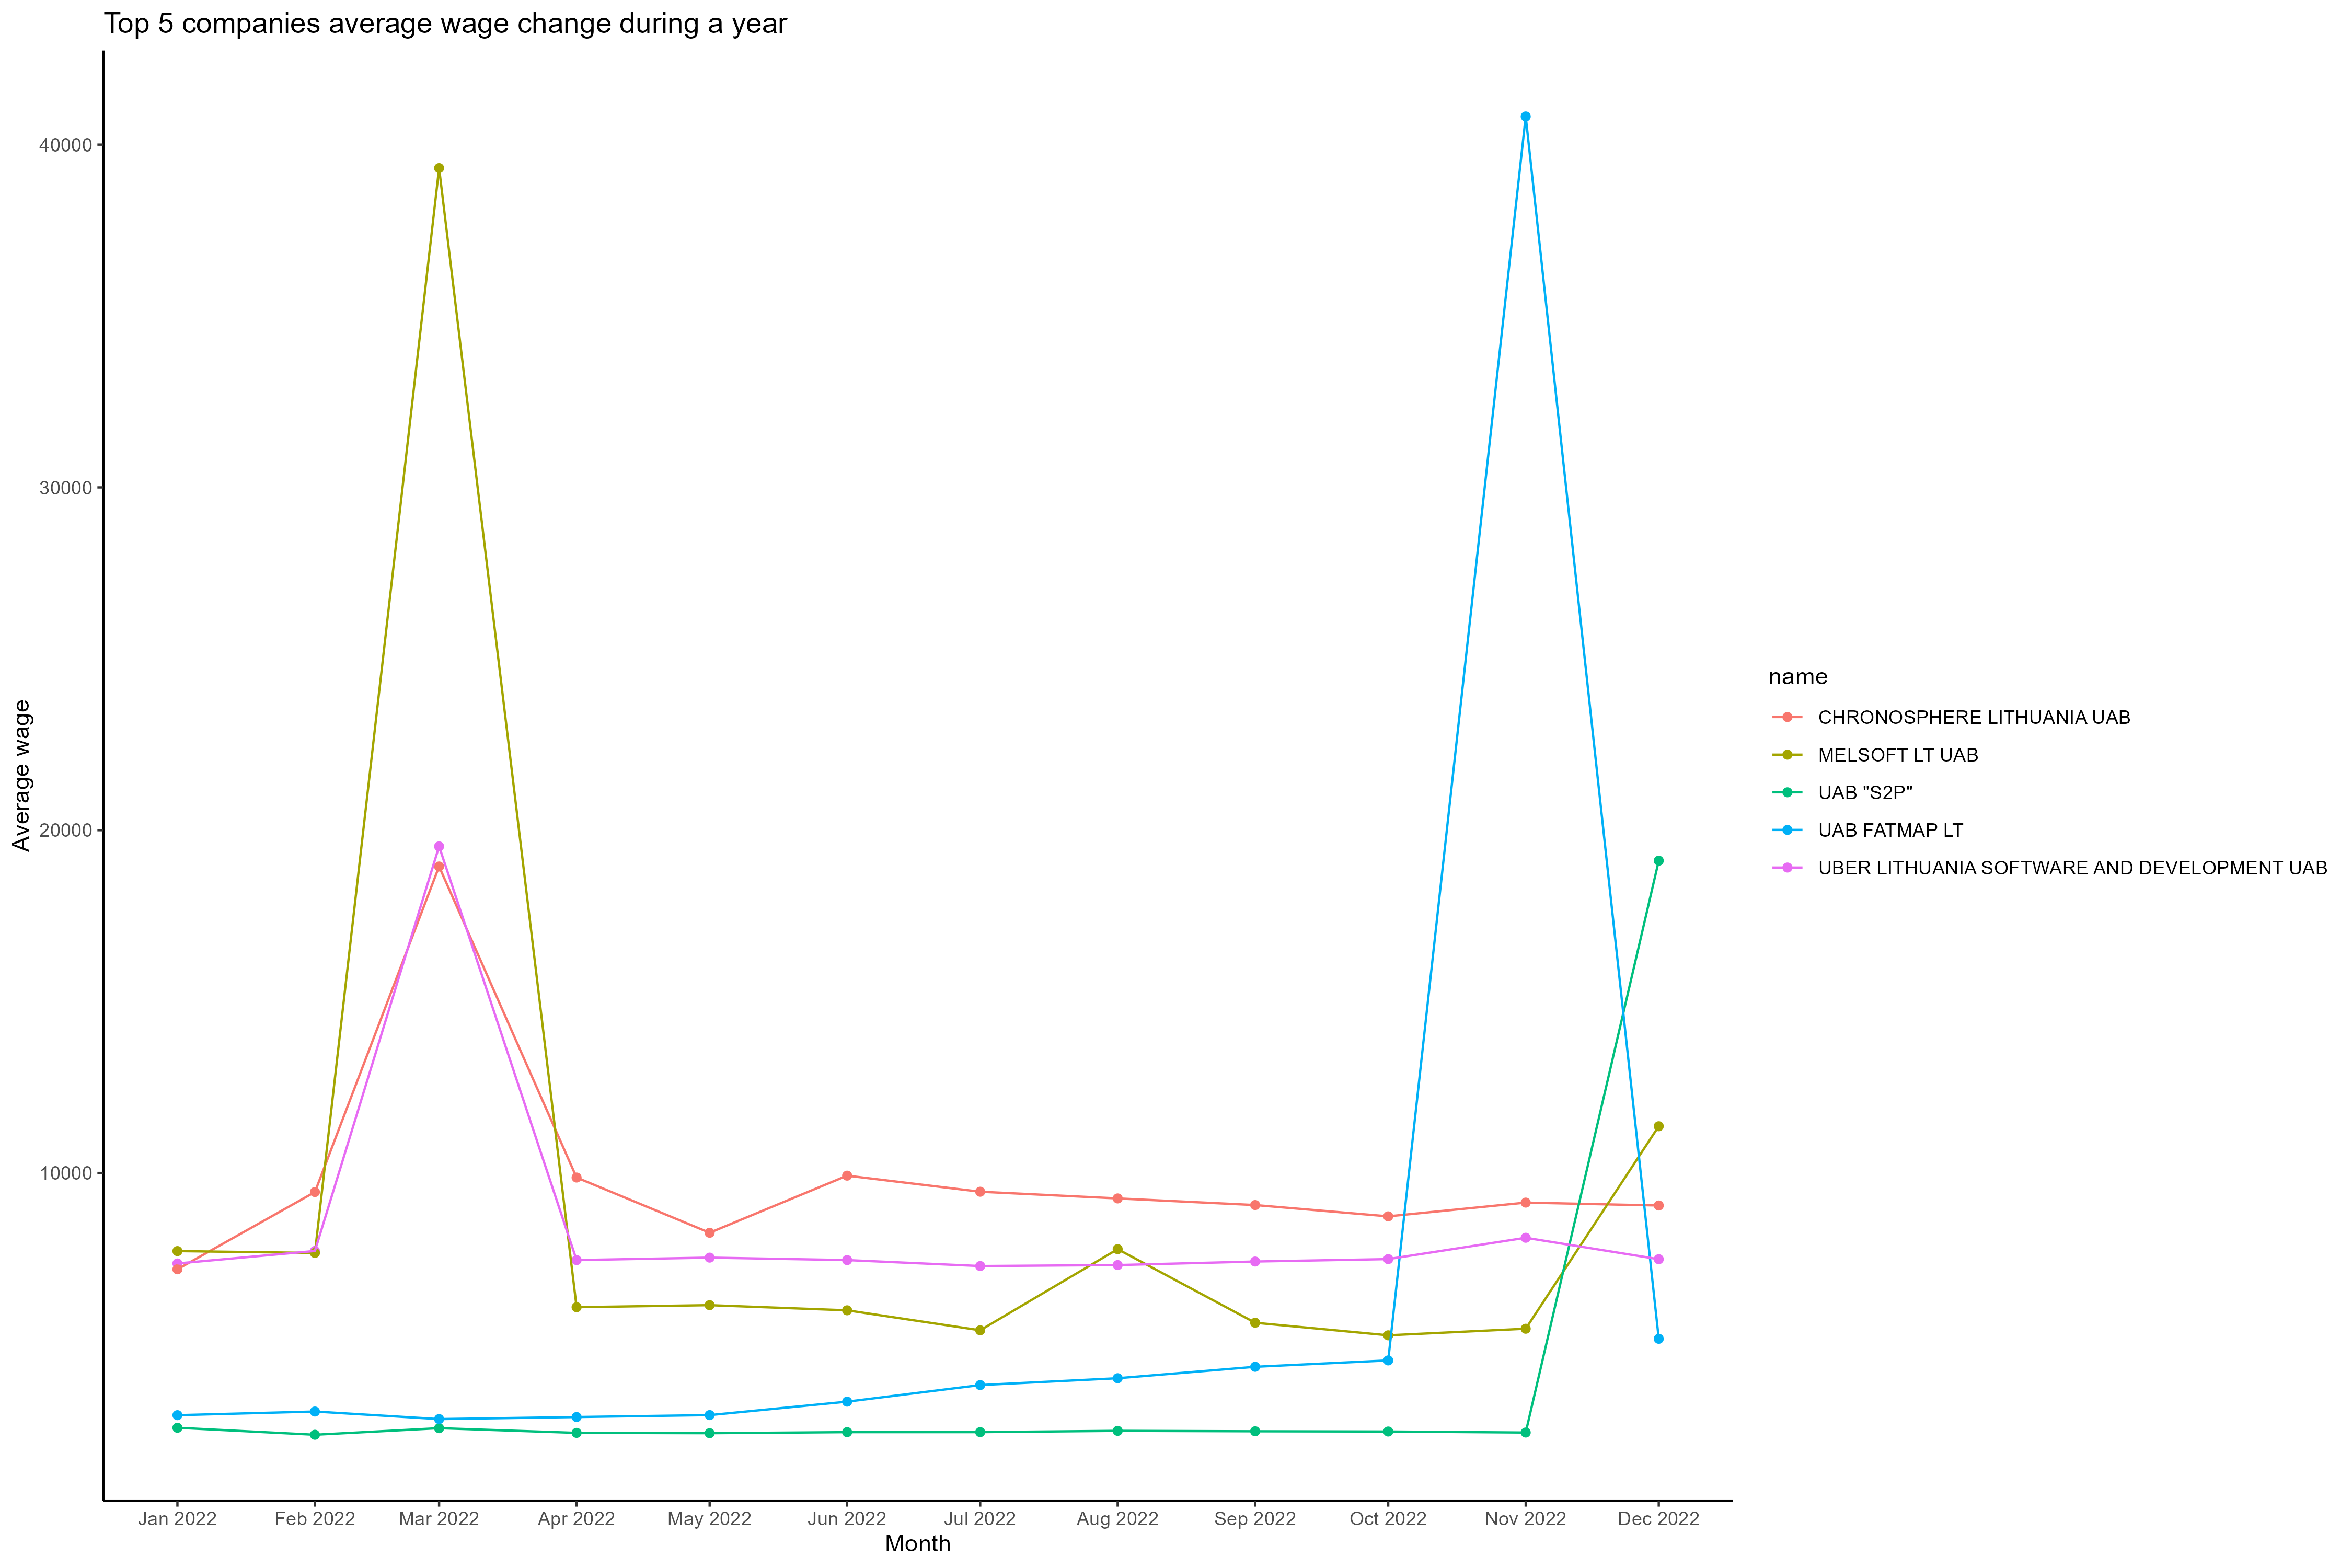 Top 5 companies average wage change during a year
40000
30000
20000
10000
Average wage
Jan 2022 Feb 2022 Mar 2022 Apr 2022 May 2022 Jun 2022 Jul 2022 Aug 2022 Sep 2022 Oct 2022 Nov 2022 Dec 2022
Month
name
CHRONOSPHERE LITHUANIA UAB
MELSOFT LT UAB
UAB "S2P"
UAB FATMAP LT
UBER LITHUANIA SOFTWARE AND DEVELOPMENT UAB